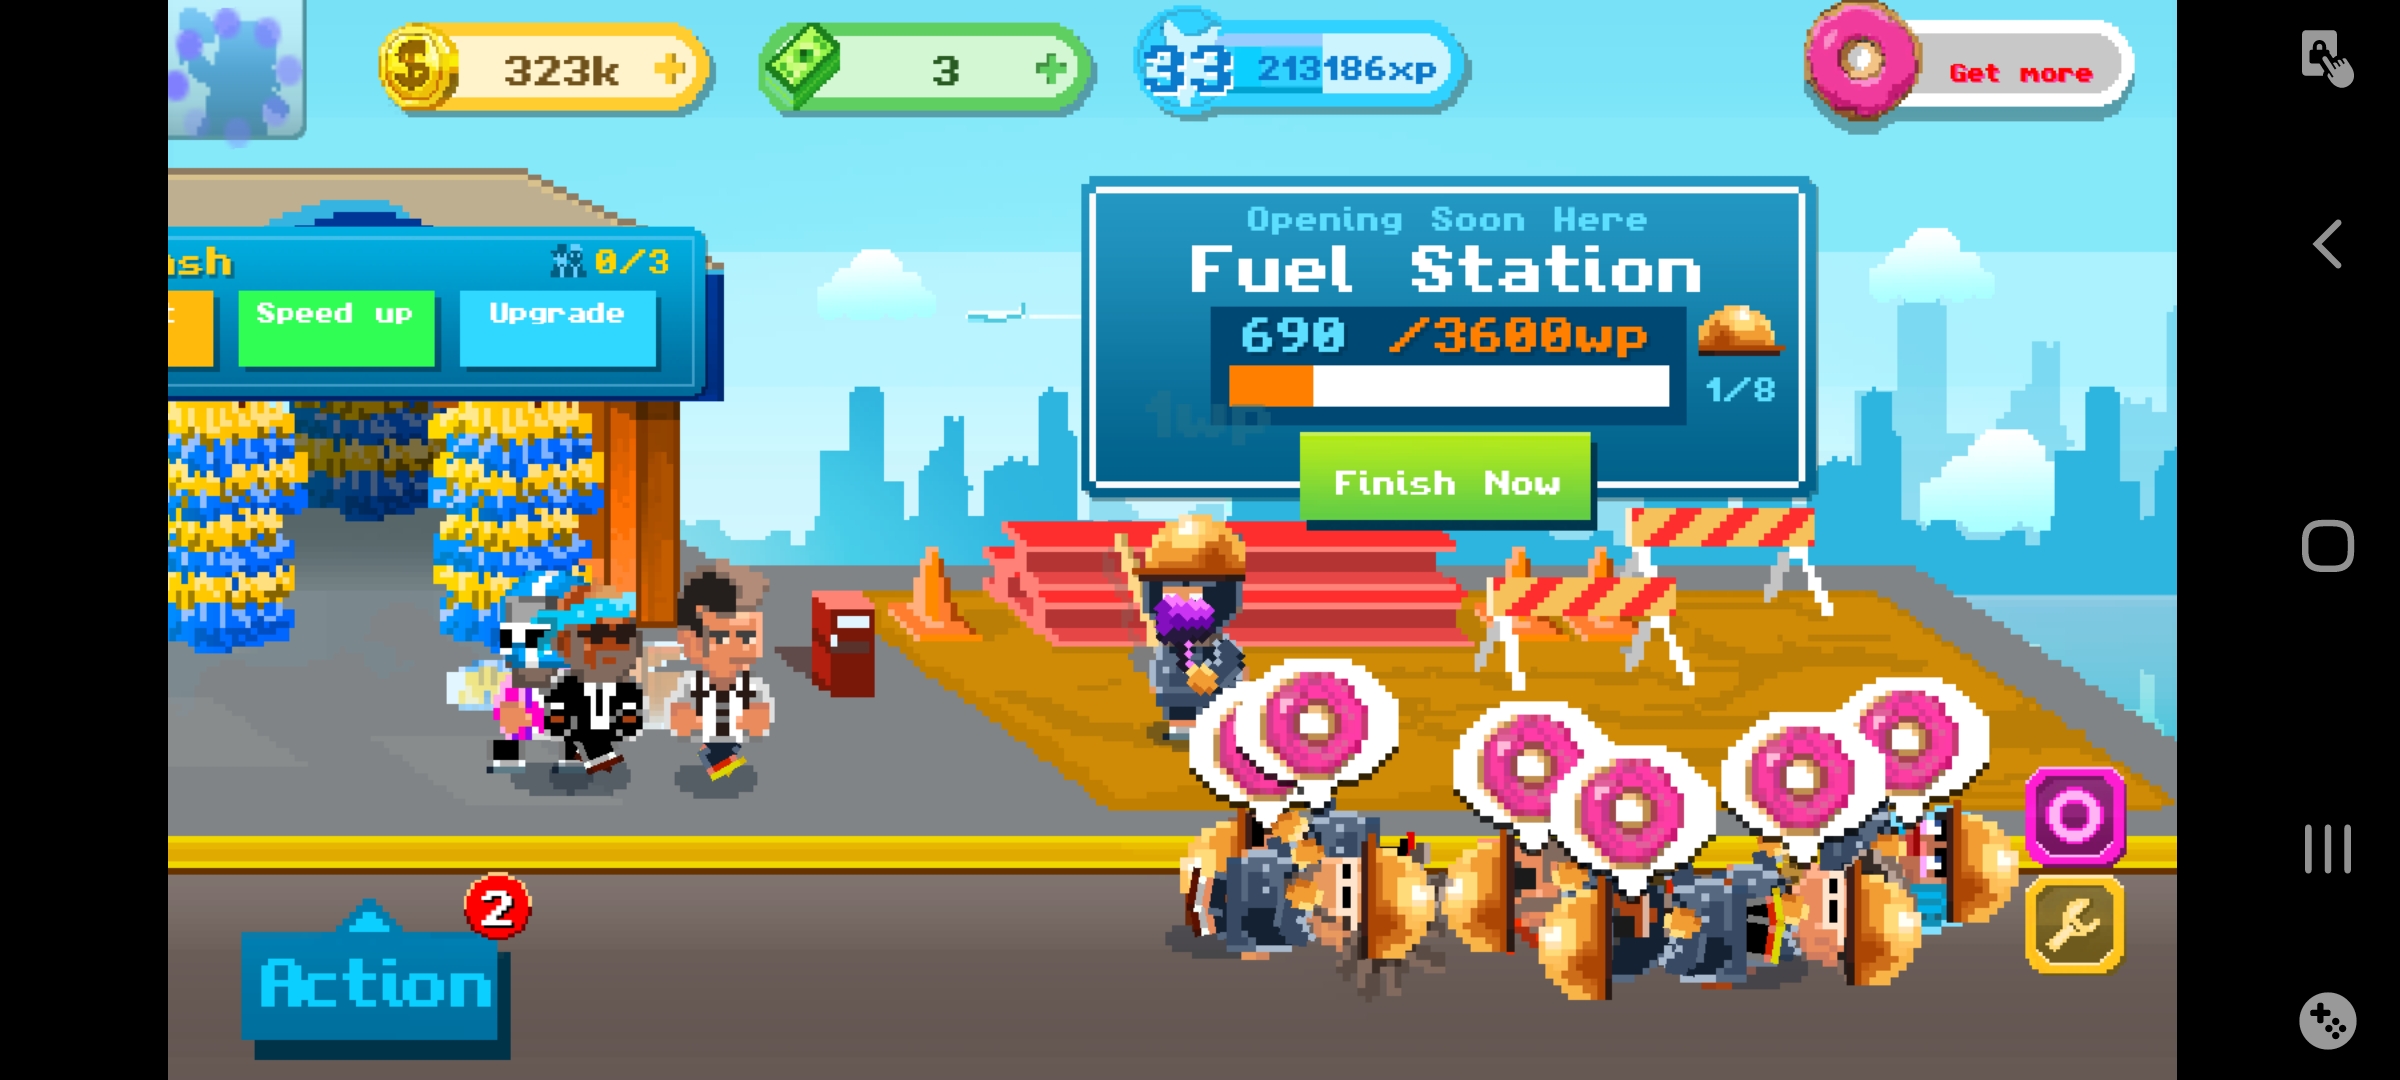 323k
3
33
213186xp
Get more
0/3
Speed up
Upgrade
Opening Soon Here
Fuel Station
690 /3600wp
1/8
1wp
Finish Now
2
Action